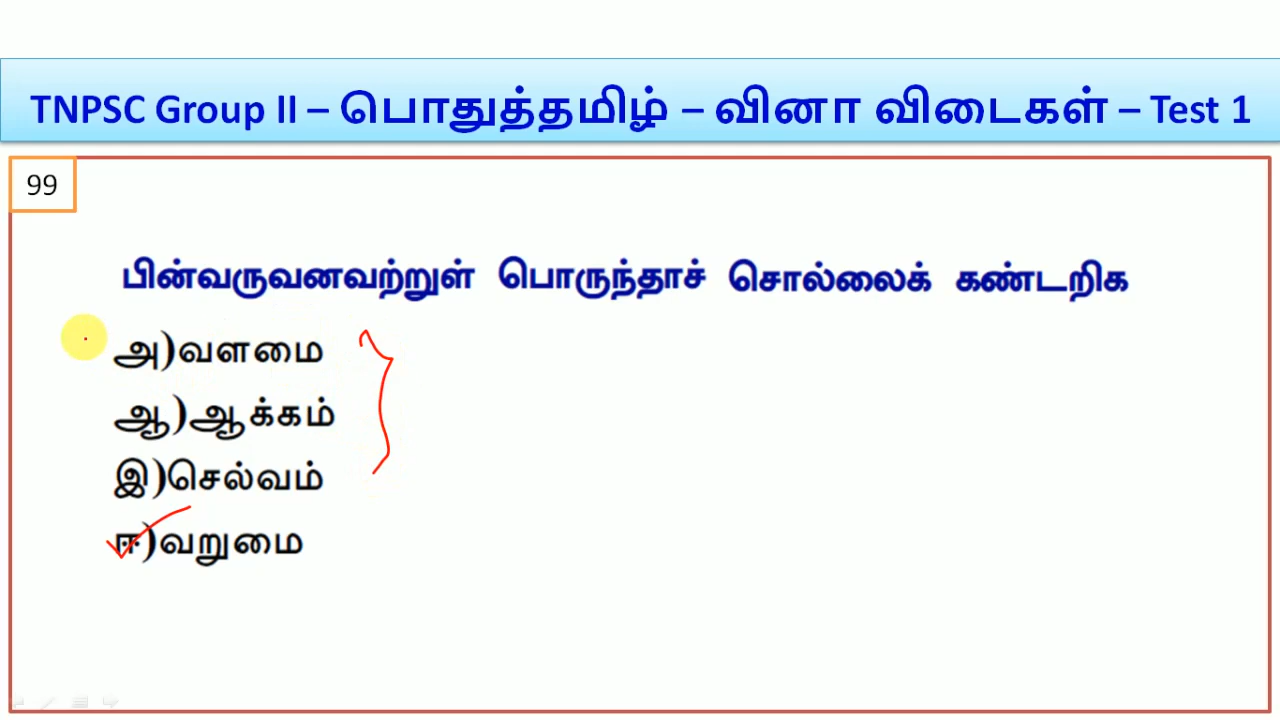 TNPSC Group II – பொதுத்தமிழ் – வினா விடைகள் – Test 1
99
பின்வருவனவற்றுள் பொருந்தாச் சொல்லைக் கண்டறிக
அ)வளமை
ஆ)ஆக்கம்
இ)செல்வம்
ஈ)வறுமை